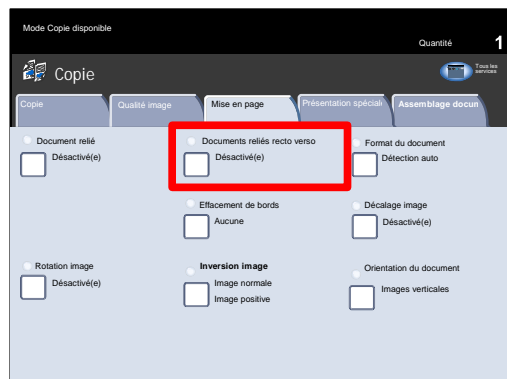 Mode Copie disponible
Quantité 1
Copie
Tous les
services
Copie
Qualité image
Mise en page
Présentation spéciale
Assemblage docun
Document relié
Désactivé(e)
Documents reliés recto verso
Désactivé(e)
Format du document
Détection auto
Effacement de bords
Aucune
Décalage image
Désactivé(e)
Rotation image
Désactivé(e)
Inversion image
Image normale
Image positive
Orientation du document
Images verticales